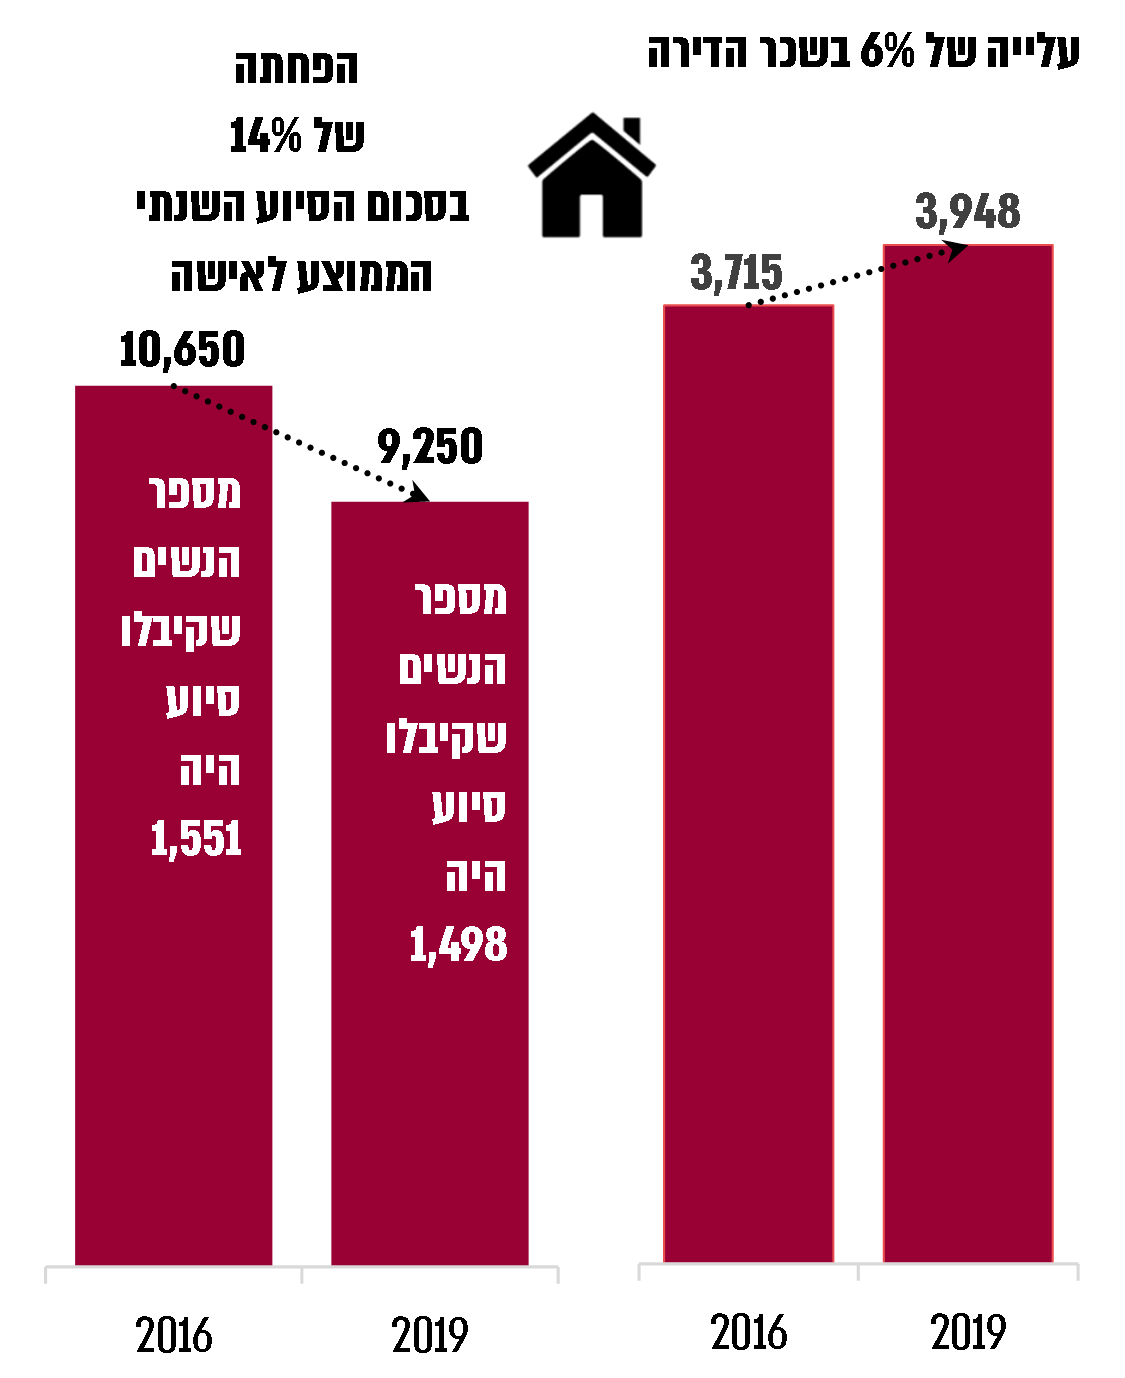 עלייה של 6% בשכר הדירה
3,715
3,948
2016
2019
הפחתה
של 14%
בסכום הסיוע השנתי
הממוצע לאישה
10,650
9,250
מספר
הנשים
שקיבלו
סיוע
היה
1,551
מספר
הנשים
שקיבלו
סיוע
היה
1,498
2016
2019